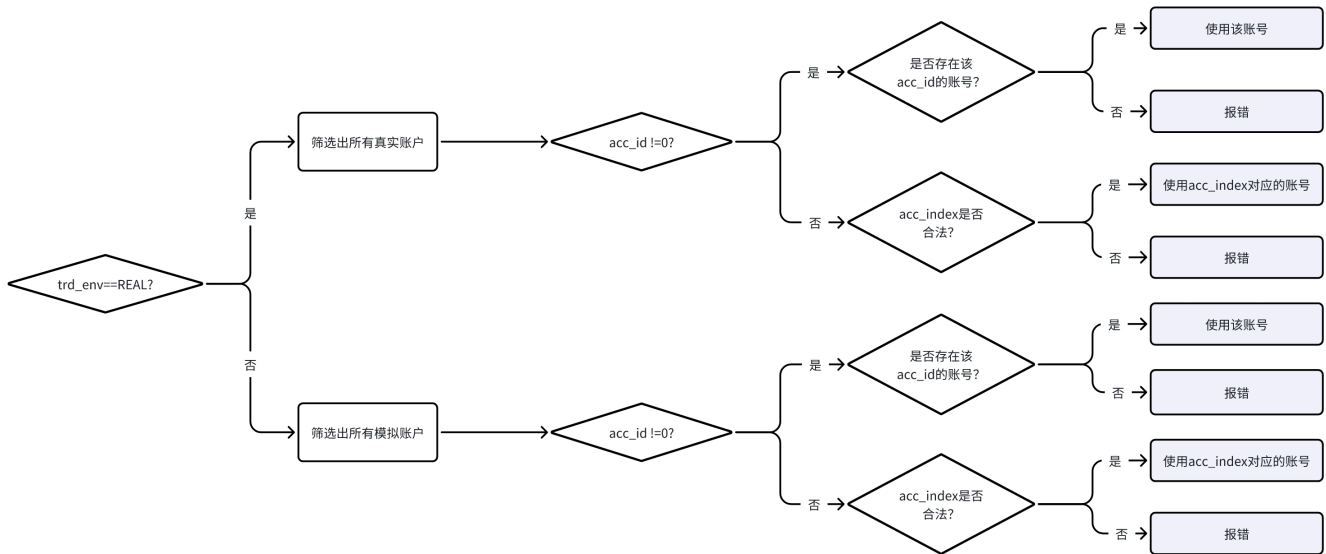 trd_env==REAL?
是
筛选出所有真实账户
acc_id !=0?
是
是否存在该
acc_id的账号?
是
使用该账号
否
报错
否
acc_index是否
合法?
是
使用acc_index对应的账号
否
报错
否
筛选出所有模拟账户
acc_id !=0?
是
是否存在该
acc_id的账号?
是
使用该账号
否
报错
否
acc_index是否
合法?
是
使用acc_index对应的账号
否
报错